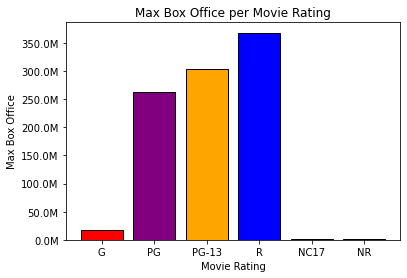 Max Box Office per Movie Rating
Max Box Office
350.0M
300.0M
250.0M
200.0M
150.0M
100.0M
50.0M
0.0M
G PG PG-13 R NC17 NR
Movie Rating